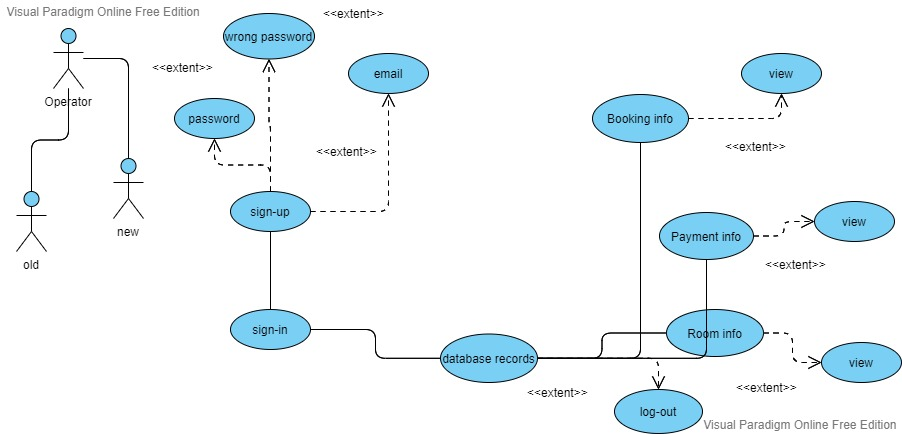 Visual Paradigm Online Free Edition
<<extent>>
wrong password
<<extent>>
email
view
Operator
password
Booking info
<<extent>>
<<extent>>
sign-up
new
view
Payment info
old
<<extent>>
sign-in
Room info
database records
view
<<extent>>
<<extent>>
log-out
Visual Paradigm Online Free Edition